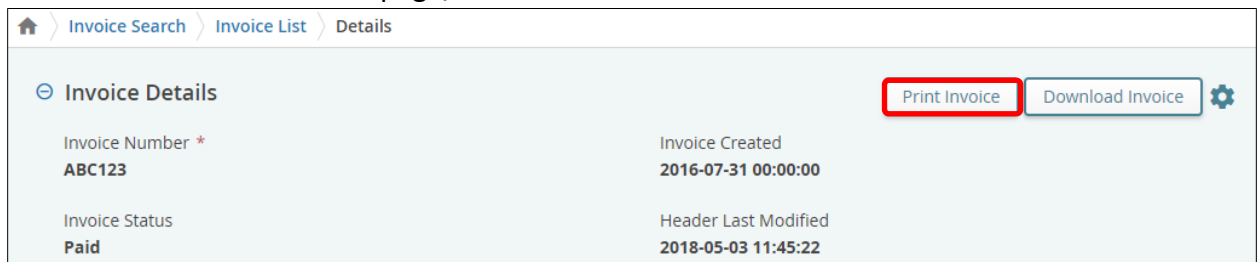 Invoice Search Invoice List Details
Invoice Details Print Invoice Download Invoice
Invoice Number * Invoice Created
ABC123 2016-07-31 00:00:00
Invoice Status Header Last Modified
Paid 2018-05-03 11:45:22